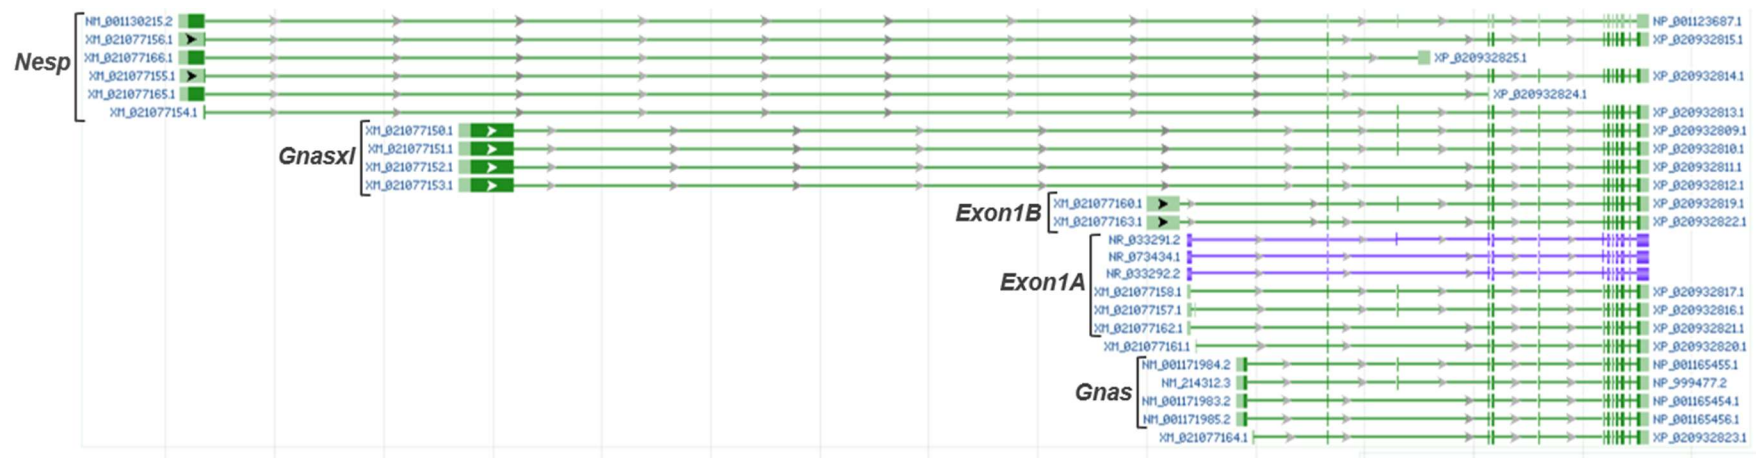 NM_001130215.2 NP_001123687.1
XM_021077156.1 XP_020932815.1
Nesp XM_021077166.1 XP_020932825.1
XM_021077155.1 XP_020932814.1
XM_021077165.1 XP_020932824.1
XM_021077154.1 XP_020932813.1
XM_021077150.1 XP_020932809.1
Gnasxl XM_021077151.1 XP_020932810.1
XM_021077152.1 XP_020932811.1
XM_021077153.1 XP_020932812.1
Exon1B XM_021077160.1 XP_020932819.1
XM_021077163.1 XP_020932822.1
NR_033291.2
NR_073434.1
Exon1A NR_033292.2
XM_021077158.1 XP_020932817.1
XM_021077157.1 XP_020932816.1
XM_021077162.1 XP_020932821.1
XM_021077161.1 XP_020932820.1
NM_001171984.2 NP_001165455.1
Gnas NM_214312.3 NP_999477.2
NM_001171983.2 NP_001165454.1
NM_001171985.2 NP_001165456.1
XM_021077164.1 XP_020932823.1